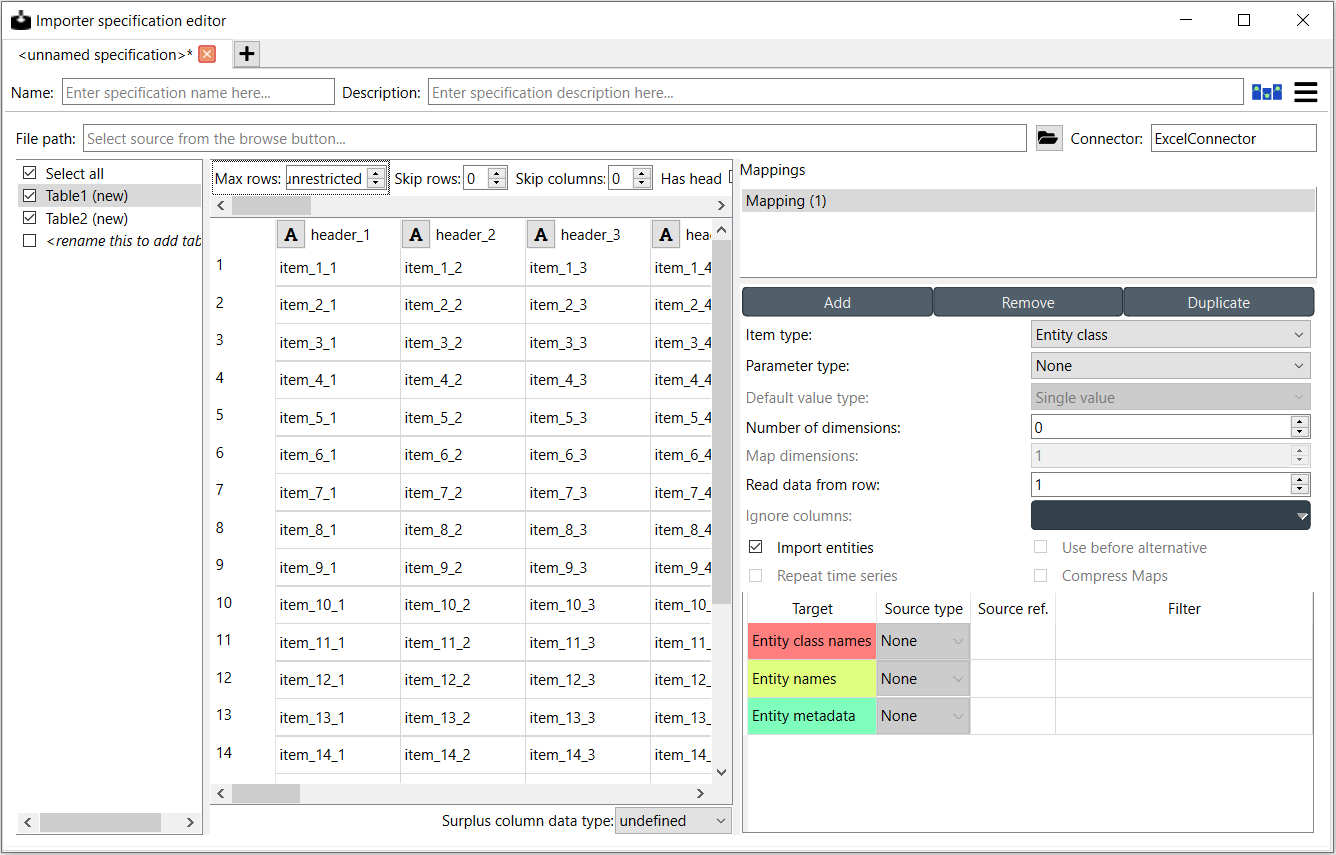 Importer specification editor
<unnamed specification>*
Name: Enter specification name here... Description: Enter specification description here...
File path: Select source from the browse button... Connector: ExcelConnector
Select all
Table1 (new)
Table2 (new)
<rename this to add tab
Max rows: unrestricted Skip rows: 0 Skip columns: 0 Has head
A header_1 A header_2 A header_3 A hea
1 item_1_1 item_1_2 item_1_3 item_1_4
2 item_2_1 item_2_2 item_2_3 item_2_4
3 item_3_1 item_3_2 item_3_3 item_3_4
4 item_4_1 item_4_2 item_4_3 item_4_4
5 item_5_1 item_5_2 item_5_3 item_5_4
6 item_6_1 item_6_2 item_6_3 item_6_4
7 item_7_1 item_7_2 item_7_3 item_7_4
8 item_8_1 item_8_2 item_8_3 item_8_4
9 item_9_1 item_9_2 item_9_3 item_9_4
10 item_10_1 item_10_2 item_10_3 item_10_
11 item_11_1 item_11_2 item_11_3 item_11_
12 item_12_1 item_12_2 item_12_3 item_12_
13 item_13_1 item_13_2 item_13_3 item_13_
14 item_14_1 item_14_2 item_14_3 item_14_
Surplus column data type: undefined
Mappings
Mapping (1)
Add Remove Duplicate
Item type: Entity class
Parameter type: None
Default value type: Single value
Number of dimensions: 0
Map dimensions: 1
Read data from row: 1
Ignore columns:
Import entities Use before alternative
Repeat time series Compress Maps
Target Source type Source ref. Filter
Entity class names None
Entity names None
Entity metadata None